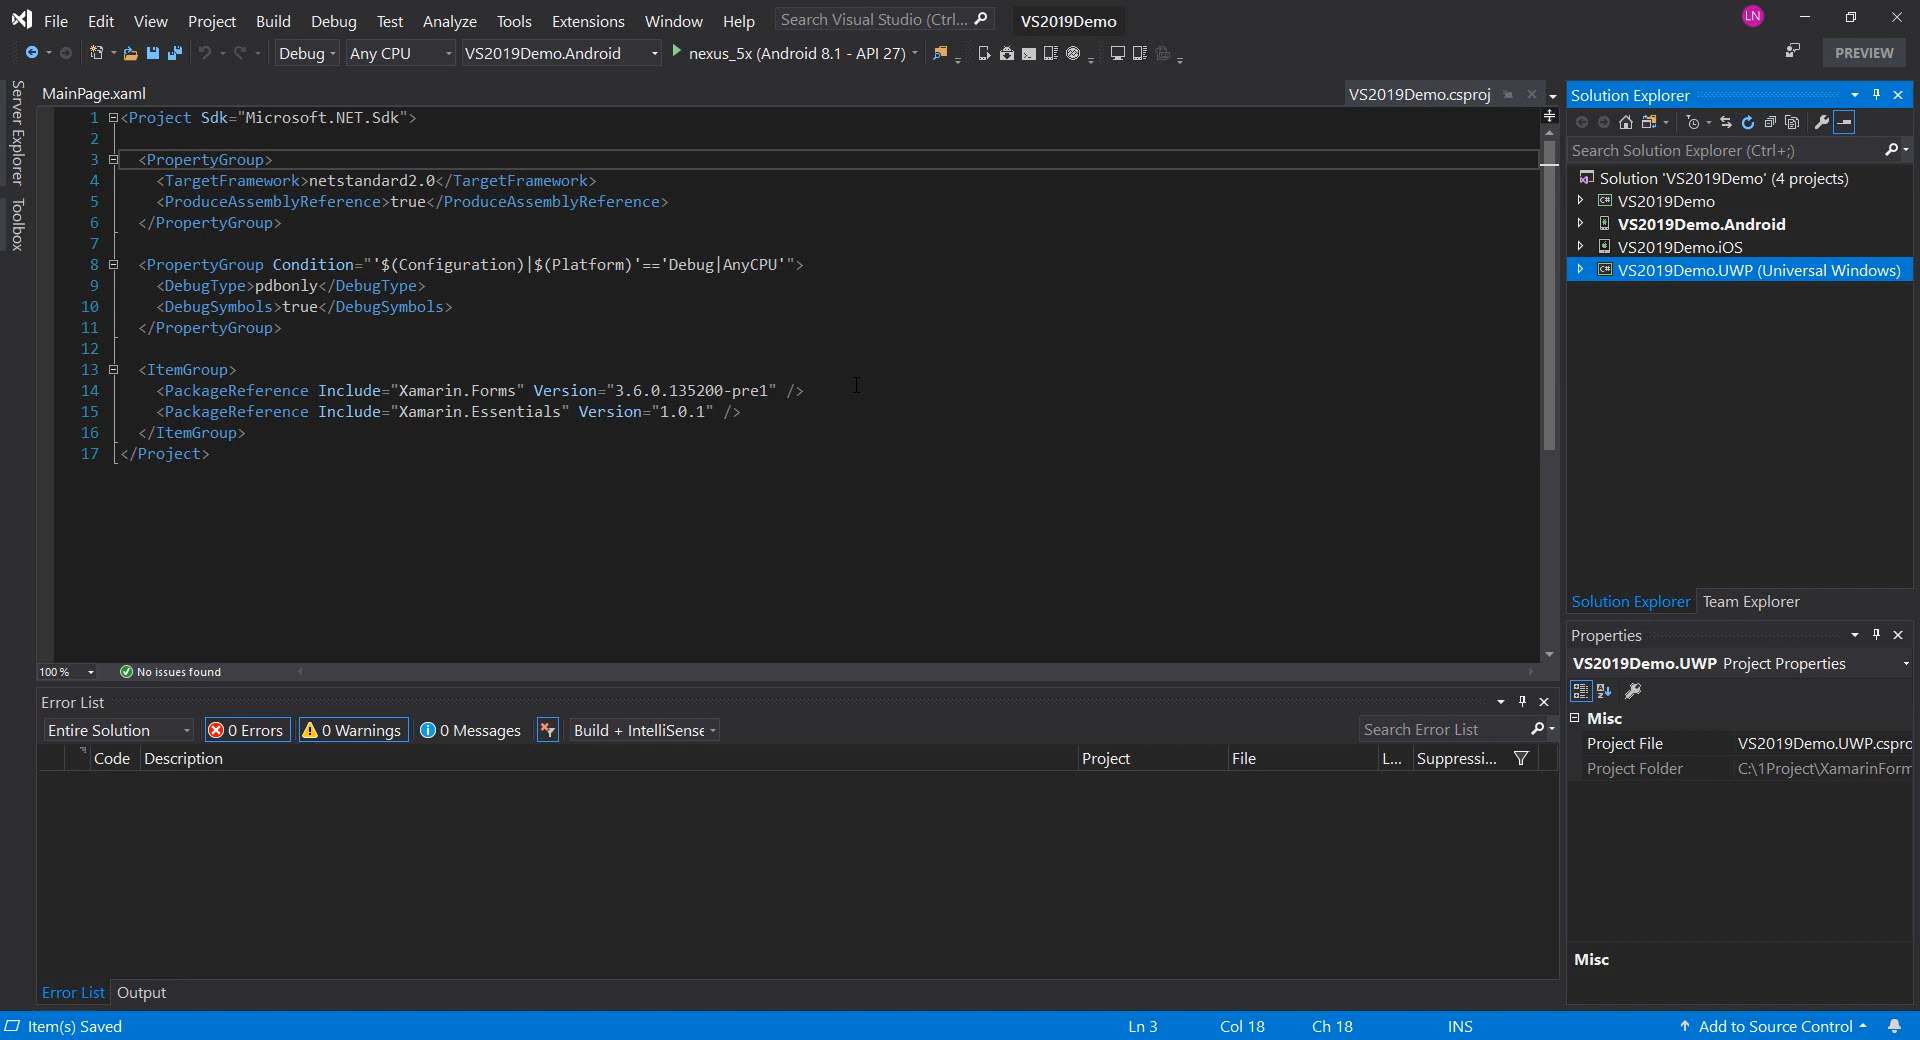 File Edit View Project Build Debug Test Analyze Tools Extensions Window Help Search Visual Studio (Ctrl... VS2019Demo LN
Debug Any CPU VS2019Demo.Android nexus_5x (Android 8.1 - API 27) PREVIEW
Server Explorer
Toolbox
MainPage.xaml VS2019Demo.csproj
1 <Project Sdk="Microsoft.NET.Sdk">
2
3 <PropertyGroup>
4 <TargetFramework>netstandard2.0</TargetFramework>
5 <ProduceAssemblyReference>true</ProduceAssemblyReference>
6 </PropertyGroup>
7
8 <PropertyGroup Condition="'$(Configuration)|$(Platform)'=='Debug|AnyCPU'">
9 <DebugType>pdbonly</DebugType>
10 <DebugSymbols>true</DebugSymbols>
11 </PropertyGroup>
12
13 <ItemGroup>
14 <PackageReference Include="Xamarin.Forms" Version="3.6.0.135200-pre1" />
15 <PackageReference Include="Xamarin.Essentials" Version="1.0.1" />
16 </ItemGroup>
17 </Project>
100 % No issues found
Error List
Entire Solution 0 Errors 0 Warnings 0 Messages Build + IntelliSense Search Error List
Code Description Project File L... Suppressi...
Error List Output
Solution Explorer
Search Solution Explorer (Ctrl+;)
Solution 'VS2019Demo' (4 projects)
VS2019Demo
VS2019Demo.Android
VS2019Demo.iOS
VS2019Demo.UWP (Universal Windows)
Solution Explorer Team Explorer
Properties
VS2019Demo.UWP Project Properties
Misc
Project File VS2019Demo.UWP.cspro
Project Folder C:\1Project\XamarinForm
Misc
Item(s) Saved Ln 3 Col 18 Ch 18 INS Add to Source Control